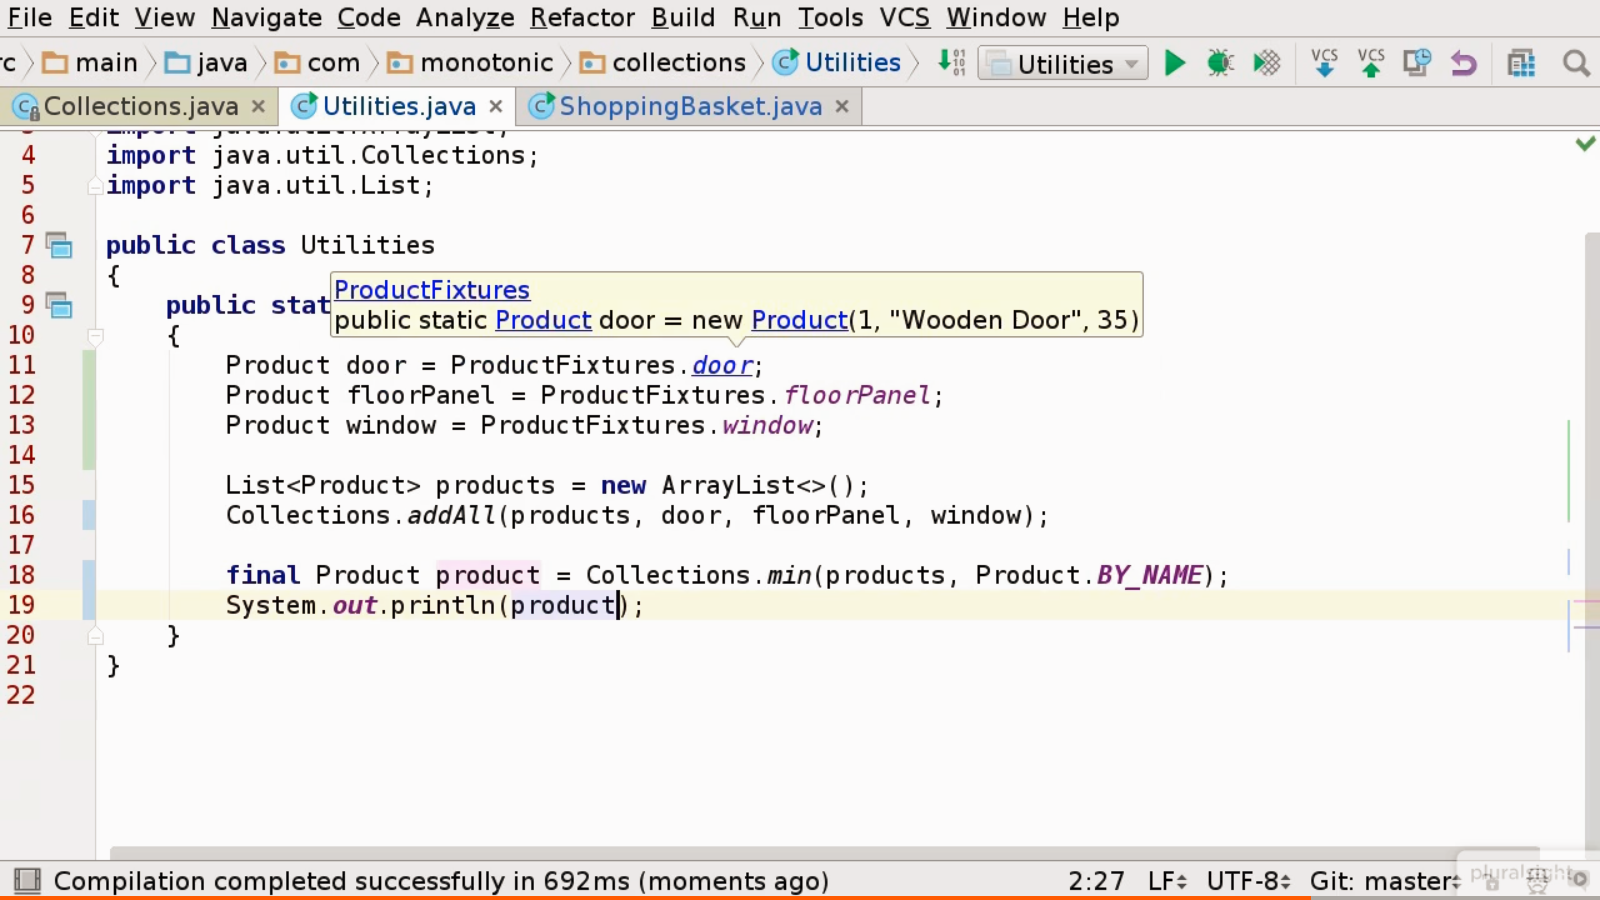 File Edit View Navigate Code Analyze Refactor Build Run Tools VCS Window Help
rc main java com monotonic collections Utilities Utilities VCS VCS
Collections.java Utilities.java ShoppingBasket.java
4 import java.util.Collections;
5 import java.util.List;
6
7 public class Utilities
8 {
ProductFixtures
9 public stat
public static Product door = new Product(1, "Wooden Door", 35)
10 {
11 Product door = ProductFixtures.door;
12 Product floorPanel = ProductFixtures.floorPanel;
13 Product window = ProductFixtures.window;
14
15 List<Product> products = new ArrayList<>();
16 Collections.addAll(products, door, floorPanel, window);
17
18 final Product product = Collections.min(products, Product.BY_NAME);
19 System.out.println(product);
20 }
21 }
22
Compilation completed successfully in 692ms (moments ago) 2:27 LF UTF-8 Git: master
pluralsight